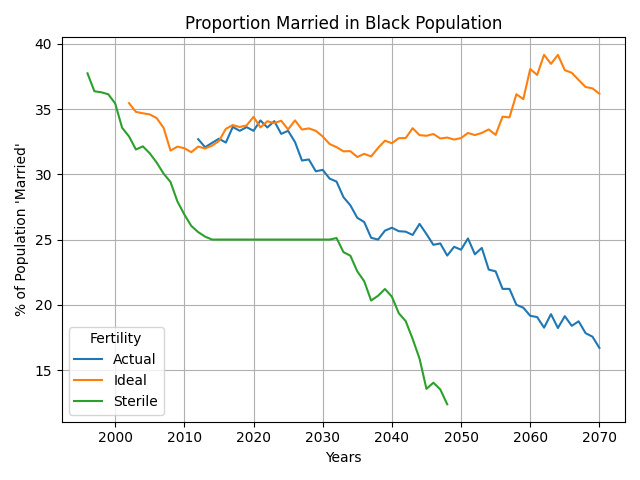 Proportion Married in Black Population
% of Population 'Married'
40
35
30
25
20
15
Fertility
Actual
Ideal
Sterile
2000 2010 2020 2030 2040 2050 2060 2070
Years